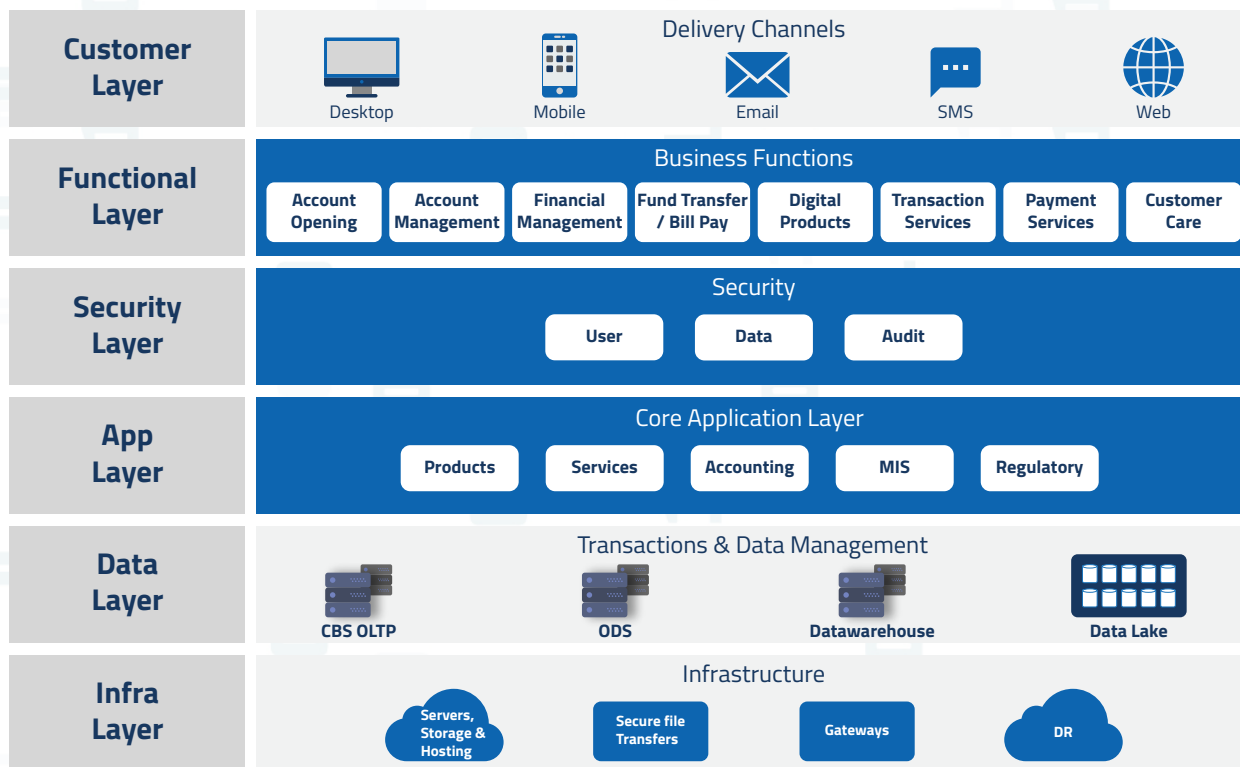 Customer
Layer
Delivery Channels
Desktop
Mobile
Email
SMS
Web
Functional
Layer
Business Functions
Account
Opening
Account
Management
Financial
Management
Fund Transfer
/ Bill Pay
Digital
Products
Transaction
Services
Payment
Services
Customer
Care
Security
Layer
Security
User
Data
Audit
App
Layer
Core Application Layer
Products
Services
Accounting
MIS
Regulatory
Data
Layer
Transactions & Data Management
CBS OLTP
ODS
Datawarehouse
Data Lake
Infra
Layer
Infrastructure
Servers,
Storage &
Hosting
Secure file
Transfers
Gateways
DR